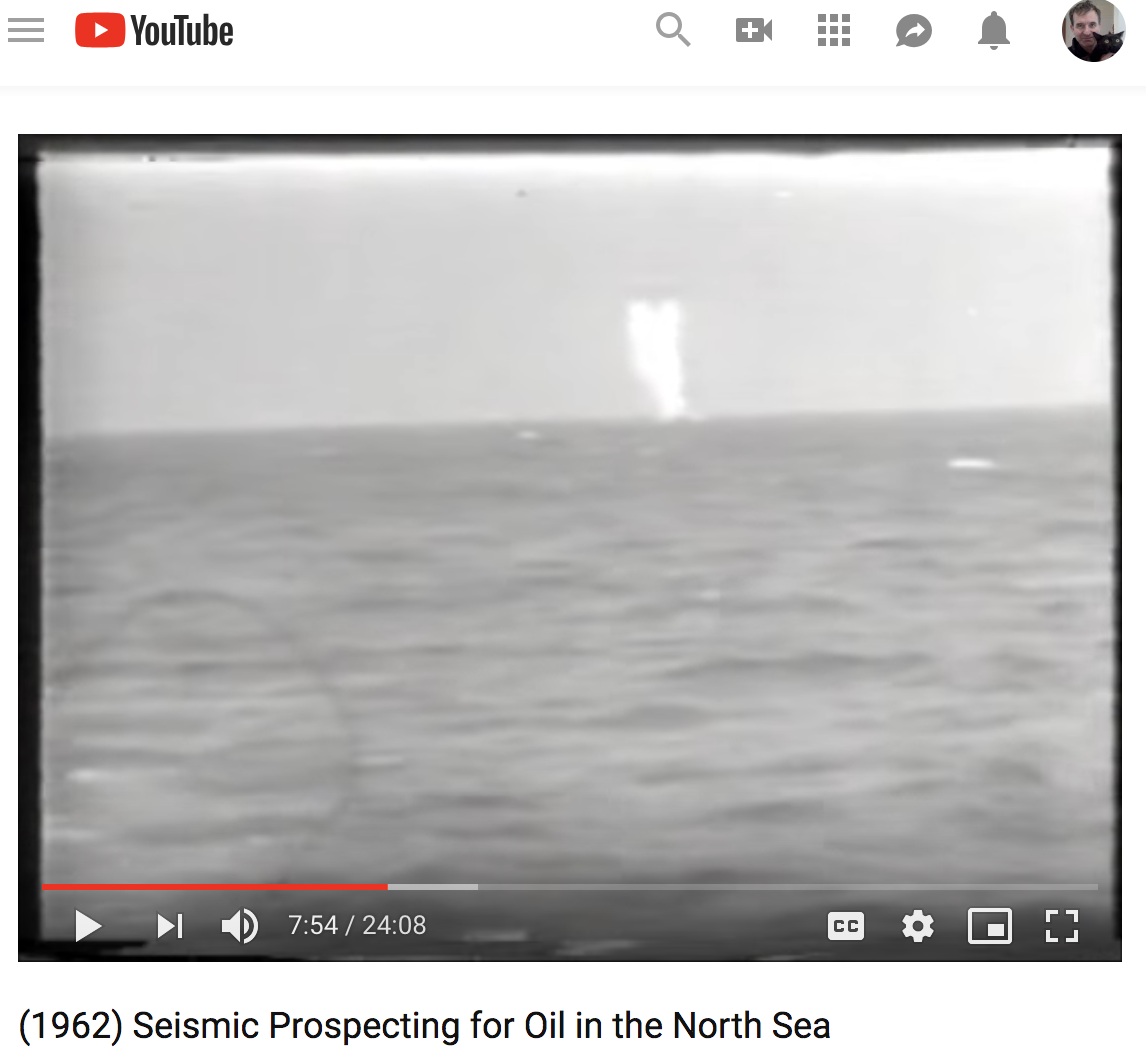 YouTube
7:54 / 24:08
CC
(1962) Seismic Prospecting for Oil in the North Sea